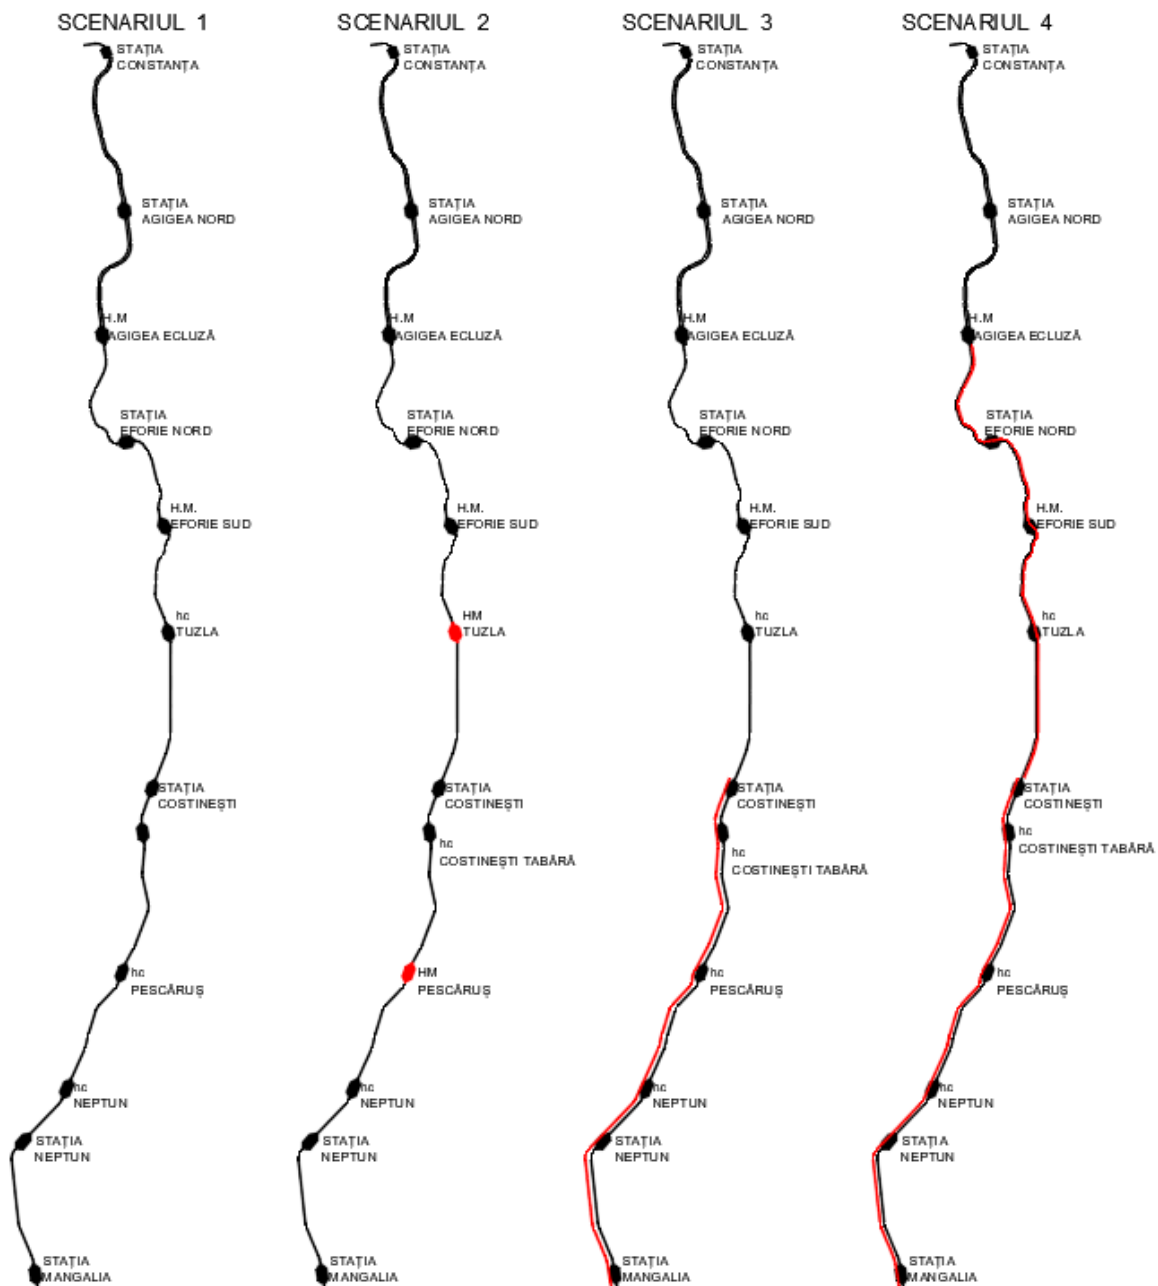 SCENARIUL 1
STAȚIA
CONSTANȚA
STAȚIA
AGIGEA NORD
H.M
AGIGEA ECLUZĂ
STAȚIA
EFORIE NORD
H.M.
EFORIE SUD
hc
TUZLA
STAȚIA
COSTINEȘTI
hc
PESCĂRUȘ
hc
NEPTUN
STAȚIA
NEPTUN
STAȚIA
MANGALIA
SCENARIUL 2
STAȚIA
CONSTANȚA
STAȚIA
AGIGEA NORD
H.M
AGIGEA ECLUZĂ
STAȚIA
EFORIE NORD
H.M.
EFORIE SUD
HM
TUZLA
STAȚIA
COSTINEȘTI
hc
COSTINEȘTI TABĂRĂ
HM
PESCĂRUȘ
hc
NEPTUN
STAȚIA
NEPTUN
STAȚIA
MANGALIA
SCENARIUL 3
STAȚIA
CONSTANȚA
STAȚIA
AGIGEA NORD
H.M
AGIGEA ECLUZĂ
STAȚIA
EFORIE NORD
H.M.
EFORIE SUD
hc
TUZLA
STAȚIA
COSTINEȘTI
hc
COSTINEȘTI TABĂRĂ
hc
PESCĂRUȘ
hc
NEPTUN
STAȚIA
NEPTUN
STAȚIA
MANGALIA
SCENARIUL 4
STAȚIA
CONSTANȚA
STAȚIA
AGIGEA NORD
H.M
AGIGEA ECLUZĂ
STAȚIA
EFORIE NORD
H.M.
EFORIE SUD
hc
TUZLA
STAȚIA
COSTINEȘTI
hc
COSTINEȘTI TABĂRĂ
hc
PESCĂRUȘ
hc
NEPTUN
STAȚIA
NEPTUN
STAȚIA
MANGALIA